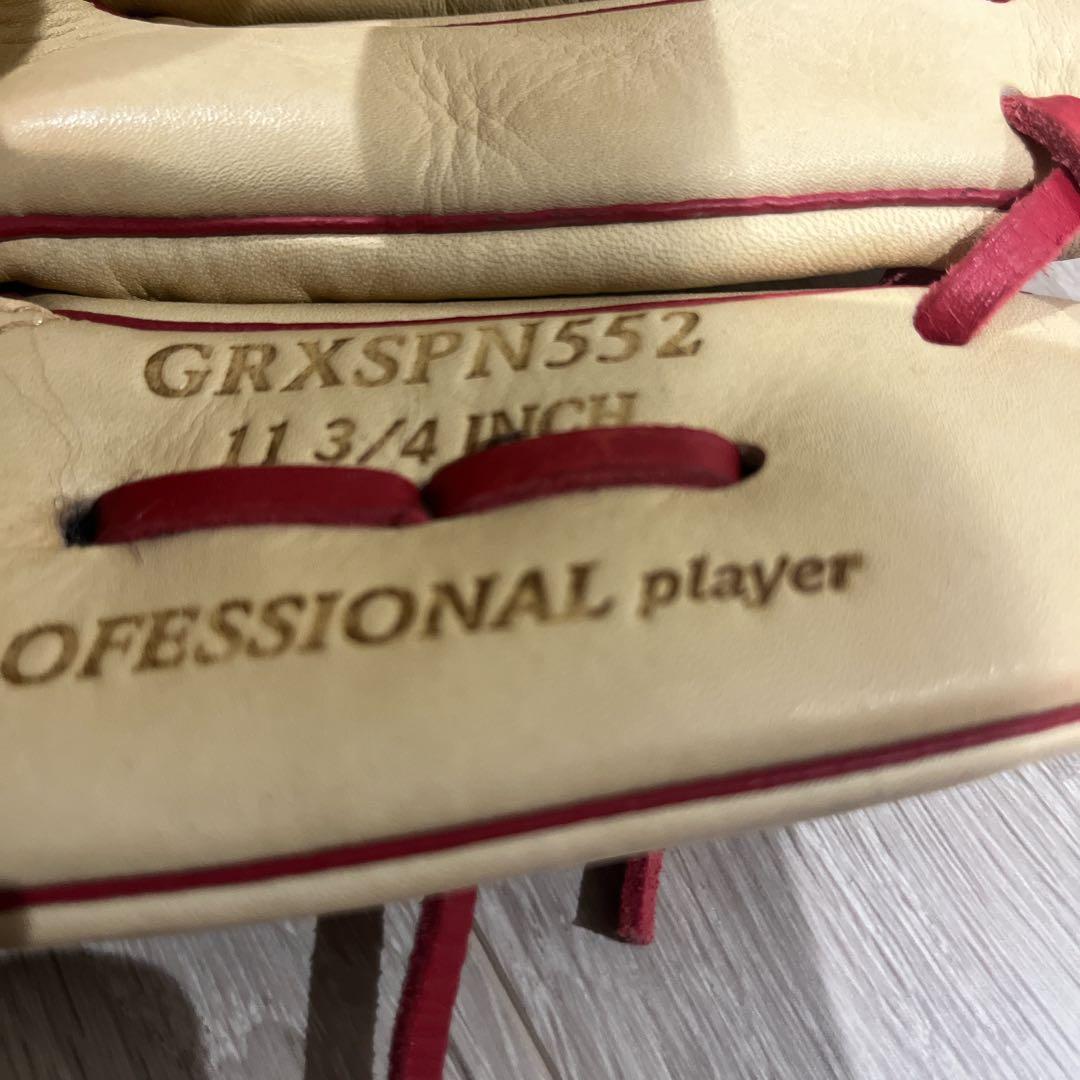 GRXSPN552
11 3/4 INCH
OFESSIONAL player